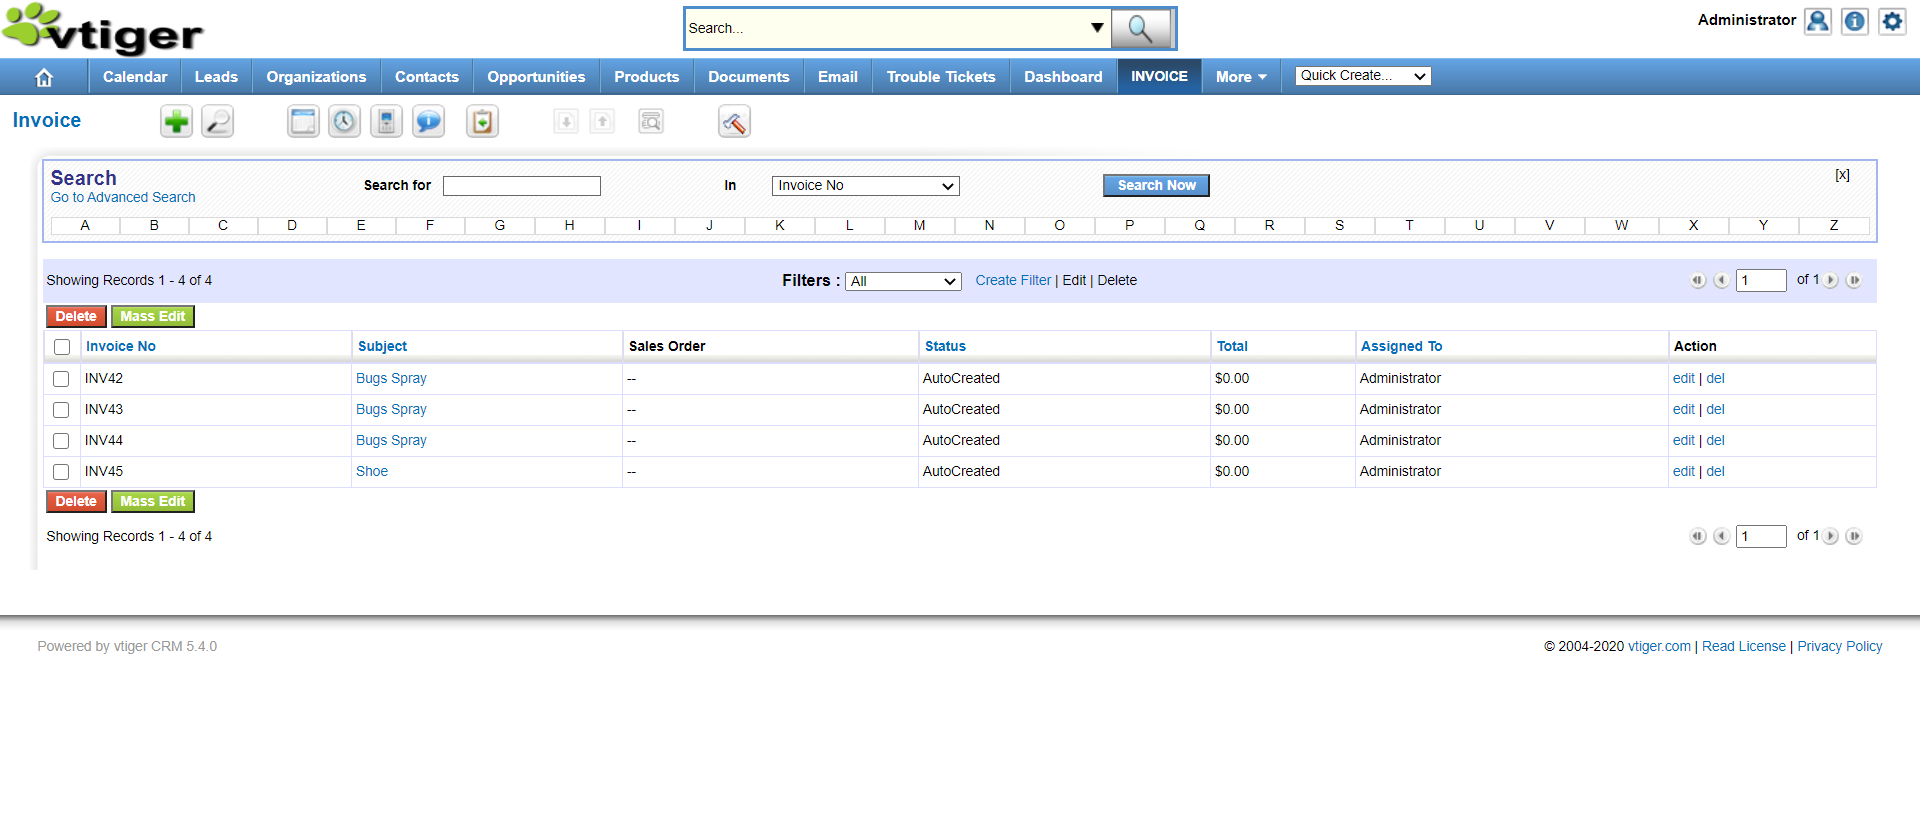 vtiger
Search...
Administrator
Calendar Leads Organizations Contacts Opportunities Products Documents Email Trouble Tickets Dashboard INVOICE More Quick Create...
Invoice
Search
Go to Advanced Search
Search for In Invoice No Search Now [x]
A B C D E F G H I J K L M N O P Q R S T U V W X Y Z
Showing Records 1 - 4 of 4 Filters : All Create Filter | Edit | Delete 1 of 1
Delete Mass Edit
Invoice No Subject Sales Order Status Total Assigned To Action
INV42 Bugs Spray -- AutoCreated $0.00 Administrator edit | del
INV43 Bugs Spray -- AutoCreated $0.00 Administrator edit | del
INV44 Bugs Spray -- AutoCreated $0.00 Administrator edit | del
INV45 Shoe -- AutoCreated $0.00 Administrator edit | del
Delete Mass Edit
Showing Records 1 - 4 of 4 1 of 1
Powered by vtiger CRM 5.4.0 © 2004-2020 vtiger.com | Read License | Privacy Policy